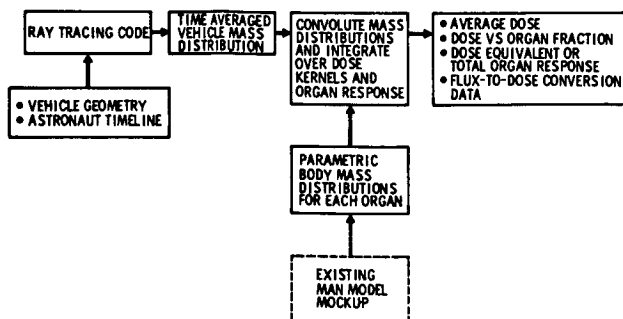 RAY TRACING CODE
TIME AVERAGED
VEHICLE MASS
DISTRIBUTION
CONVOLUTE MASS
DISTRIBUTIONS
AND INTEGRATE
OVER DOSE
KERNELS AND
ORGAN RESPONSE
• AVERAGE DOSE
• DOSE VS ORGAN FRACTION
• DOSE EQUIVALENT OR
TOTAL ORGAN RESPONSE
• FLUX-TO-DOSE CONVERSION
DATA
• VEHICLE GEOMETRY
• ASTRONAUT TIMELINE
PARAMETRIC
BODY MASS
DISTRIBUTIONS
FOR EACH ORGAN
EXISTING
MAN MODEL
MOCKUP